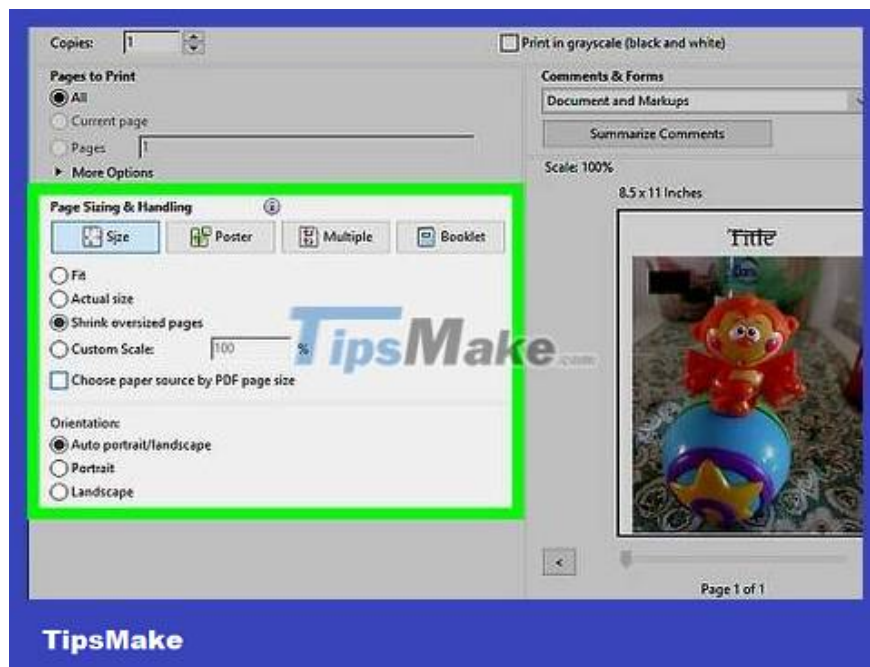 Copies: 1
Print in grayscale (black and white)
Pages to Print
All
Current page
Pages 1
More Options
Comments & Forms
Document and Markups
Summarize Comments
Scale: 100%
8.5 x 11 Inches
Page Sizing & Handling
Size Poster Multiple Booklet
Fit
Actual size
Shrink oversized pages
Custom Scale: 100 %
Choose paper source by PDF page size
Orientation:
Auto portrait/landscape
Portrait
Landscape
Title
TipsMake.com
<
Page 1 of 1
TipsMake